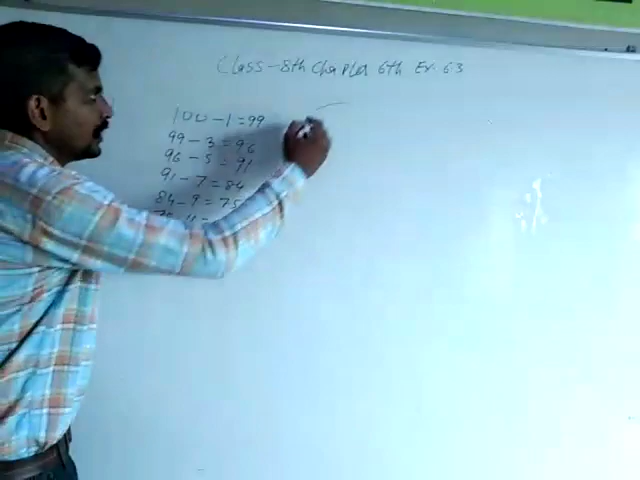 Class-8th Chapter 6th Ex. 6.3
100 - 1 = 99
99 - 3 = 96
96 - 5 = 91
91 - 7 = 84
84 - 9 = 75